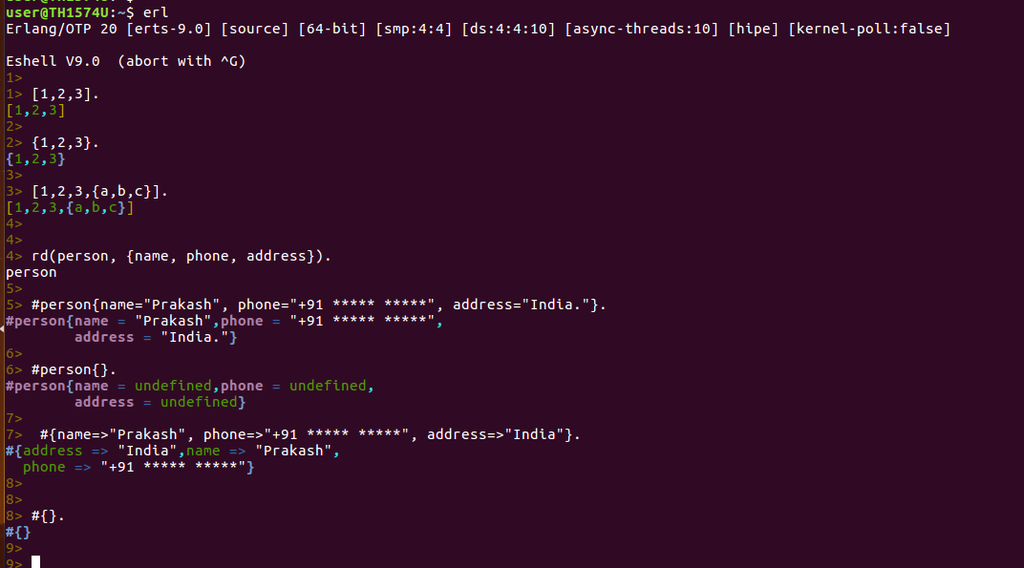 user@TH1574U:~$
user@TH1574U:~$ erl
Erlang/OTP 20 [erts-9.0] [source] [64-bit] [smp:4:4] [ds:4:4:10] [async-threads:10] [hipe] [kernel-poll:false]
Eshell V9.0  (abort with ^G)
1>
1> [1,2,3].
[1,2,3]
2>
2> {1,2,3}.
{1,2,3}
3>
3> [1,2,3,{a,b,c}].
[1,2,3,{a,b,c}]
4>
4>
4> rd(person, {name, phone, address}).
person
5>
5> #person{name="Prakash", phone="+91 ***** *****", address="India."}.
#person{name = "Prakash",phone = "+91 ***** *****",
        address = "India."}
6>
6> #person{}.
#person{name = undefined,phone = undefined,
        address = undefined}
7>
7>  #{name=>"Prakash", phone=>"+91 ***** *****", address=>"India"}.
#{address => "India",name => "Prakash",
  phone => "+91 ***** *****"}
8>
8>
8> #{}.
#{}
9>
9>